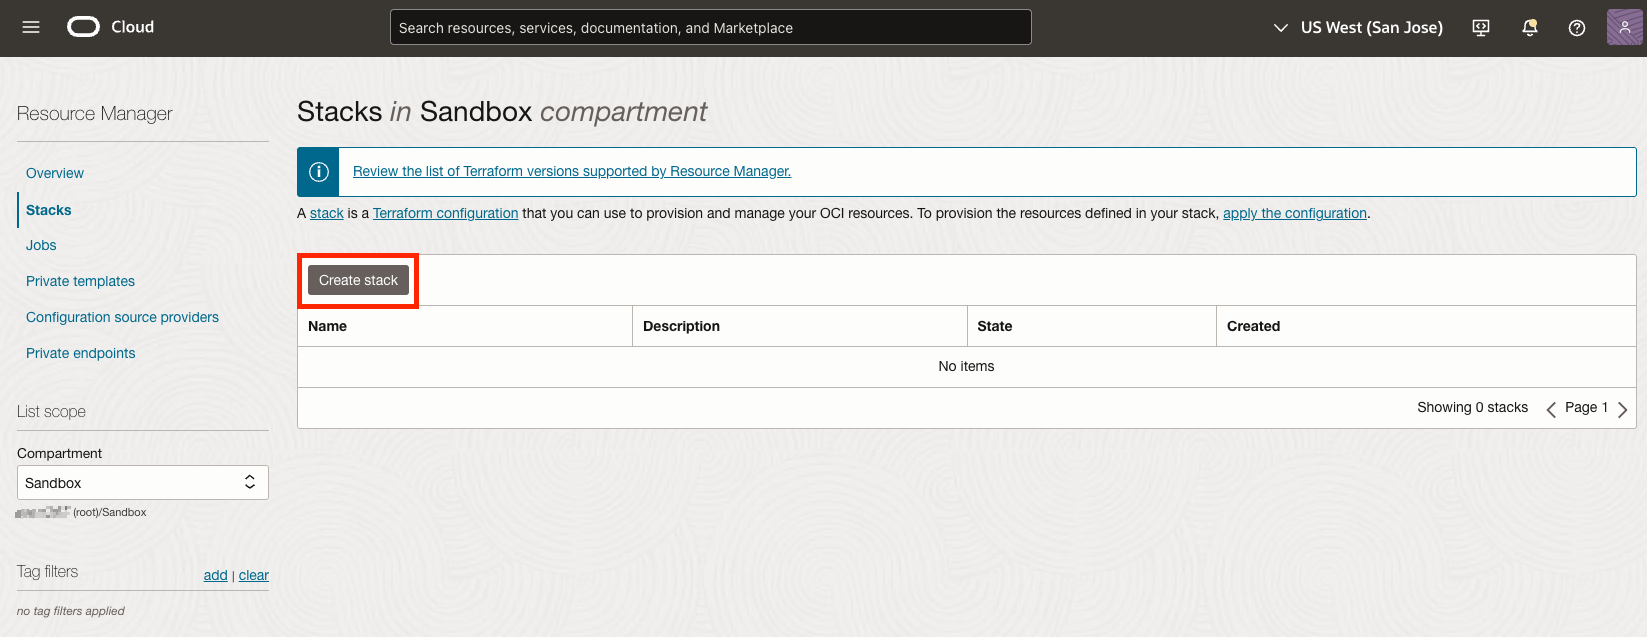 Cloud
Search resources, services, documentation, and Marketplace
US West (San Jose)
Resource Manager
Overview
Stacks
Jobs
Private templates
Configuration source providers
Private endpoints
List scope
Compartment
Sandbox
(root)/Sandbox
Tag filters
add | clear
no tag filters applied
Stacks in Sandbox compartment
Review the list of Terraform versions supported by Resource Manager.
A stack is a Terraform configuration that you can use to provision and manage your OCI resources. To provision the resources defined in your stack, apply the configuration.
Create stack
Name Description State Created
No items
Showing 0 stacks Page 1